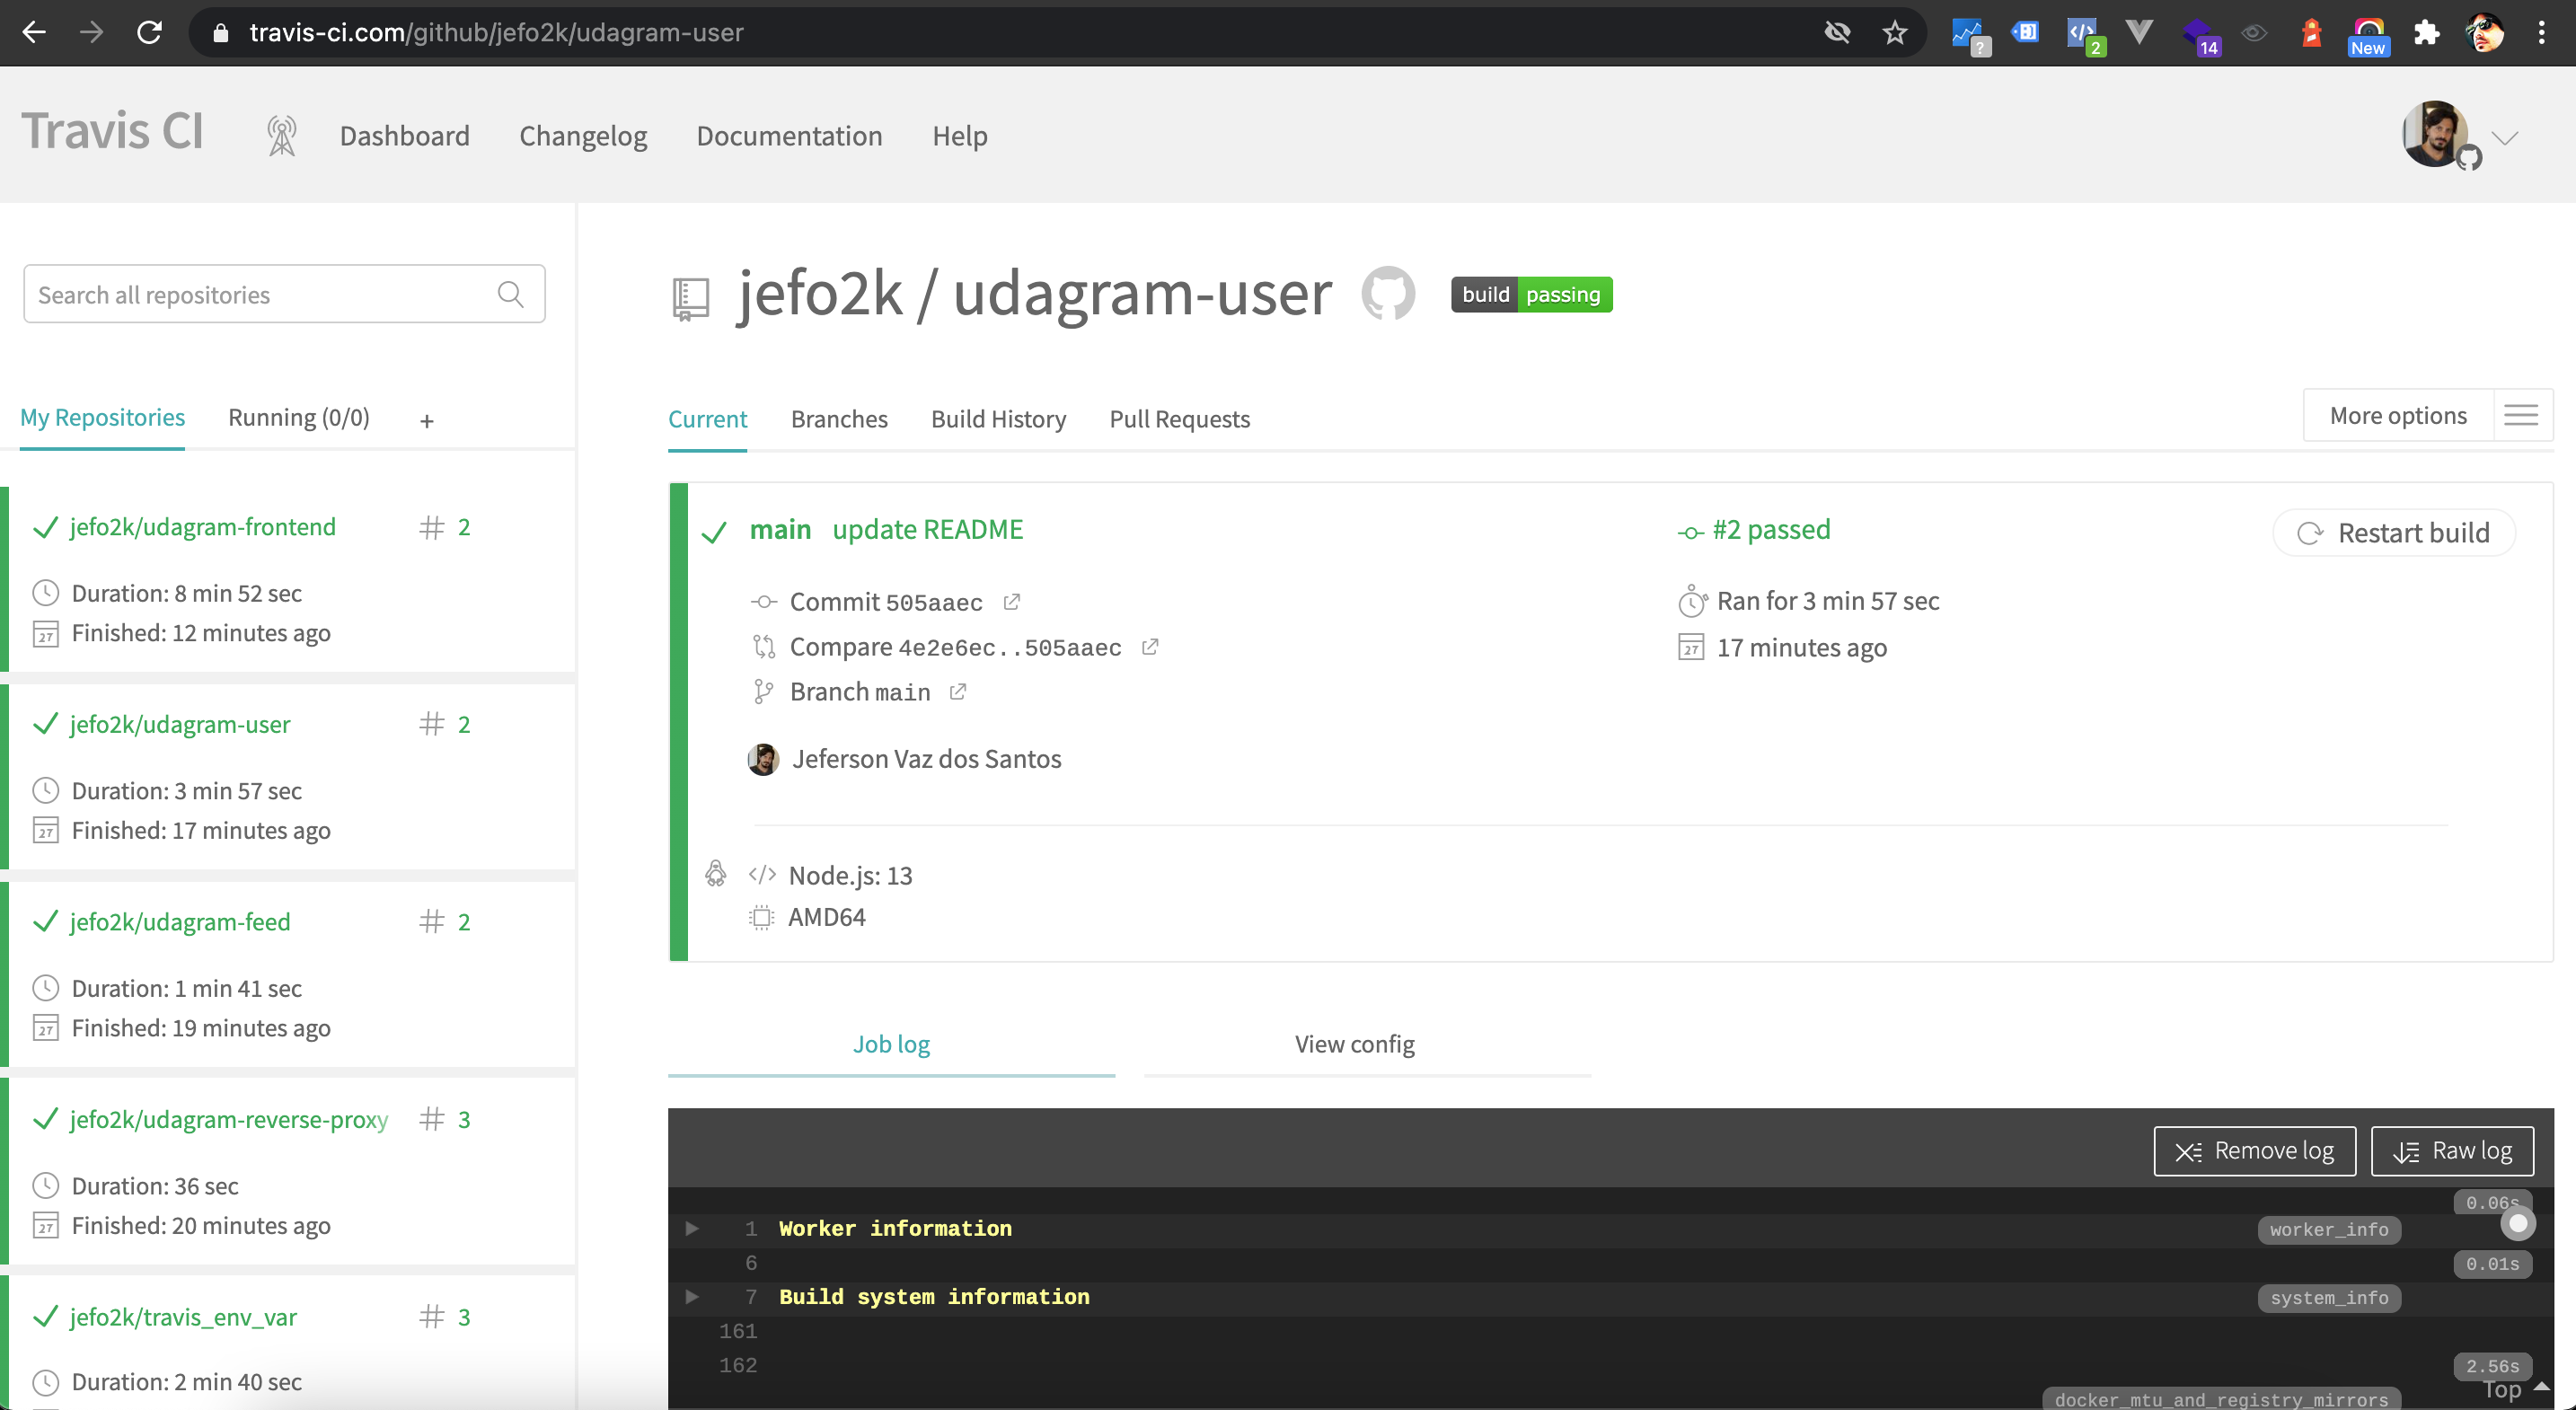 travis-ci.com/github/jefo2k/udagram-user
? 2 14 New
Travis CI Dashboard Changelog Documentation Help
Search all repositories
My Repositories Running (0/0) +
jefo2k/udagram-frontend # 2
Duration: 8 min 52 sec
27 Finished: 12 minutes ago
jefo2k/udagram-user # 2
Duration: 3 min 57 sec
27 Finished: 17 minutes ago
jefo2k/udagram-feed # 2
Duration: 1 min 41 sec
27 Finished: 19 minutes ago
jefo2k/udagram-reverse-proxy # 3
Duration: 36 sec
27 Finished: 20 minutes ago
jefo2k/travis_env_var # 3
Duration: 2 min 40 sec
jefo2k / udagram-user build passing
Current Branches Build History Pull Requests More options
main update README #2 passed Restart build
Commit 505aaec Ran for 3 min 57 sec
Compare 4e2e6ec..505aaec 27 17 minutes ago
Branch main
Jeferson Vaz dos Santos
</> Node.js: 13
AMD64
Job log View config
Remove log Raw log
0.06s
1 Worker information worker_info
6 0.01s
7 Build system information system_info
161
162 2.56s
Top
docker_mtu_and_registry_mirrors